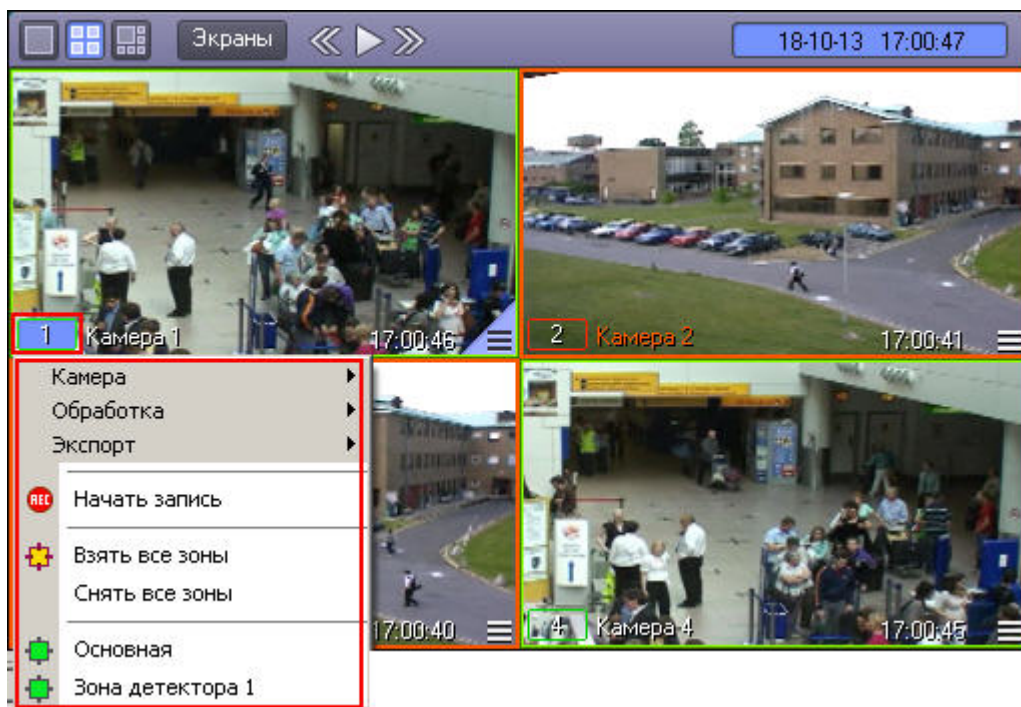 Экраны
18-10-13 17:00:47
1 Камера 1 17:00:46
2 Камера 2 17:00:41
Камера
Обработка
Экспорт
REC Начать запись
Взять все зоны
Снять все зоны
Основная
Зона детектора 1
17:00:40
4 Камера 4 17:00:45